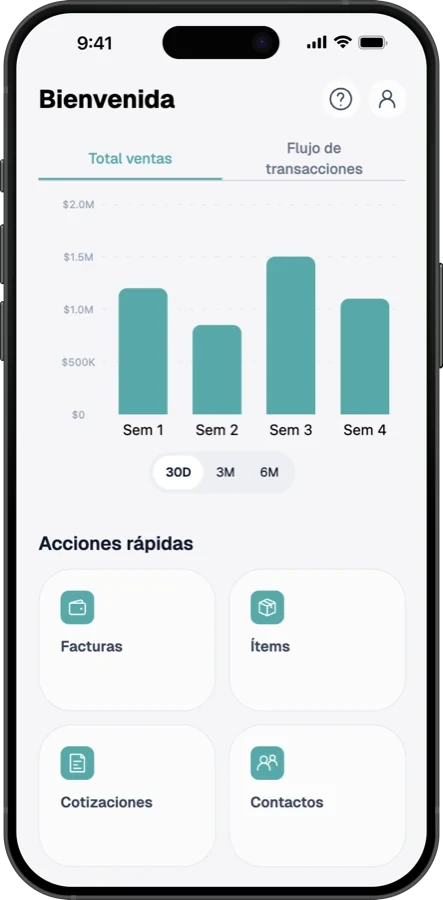 9:41
Bienvenida
Total ventas
Flujo de
transacciones
$2.0M
$1.5M
$1.0M
$500K
$0
Sem 1
Sem 2
Sem 3
Sem 4
30D
3M
6M
Acciones rápidas
Facturas
Ítems
Cotizaciones
Contactos